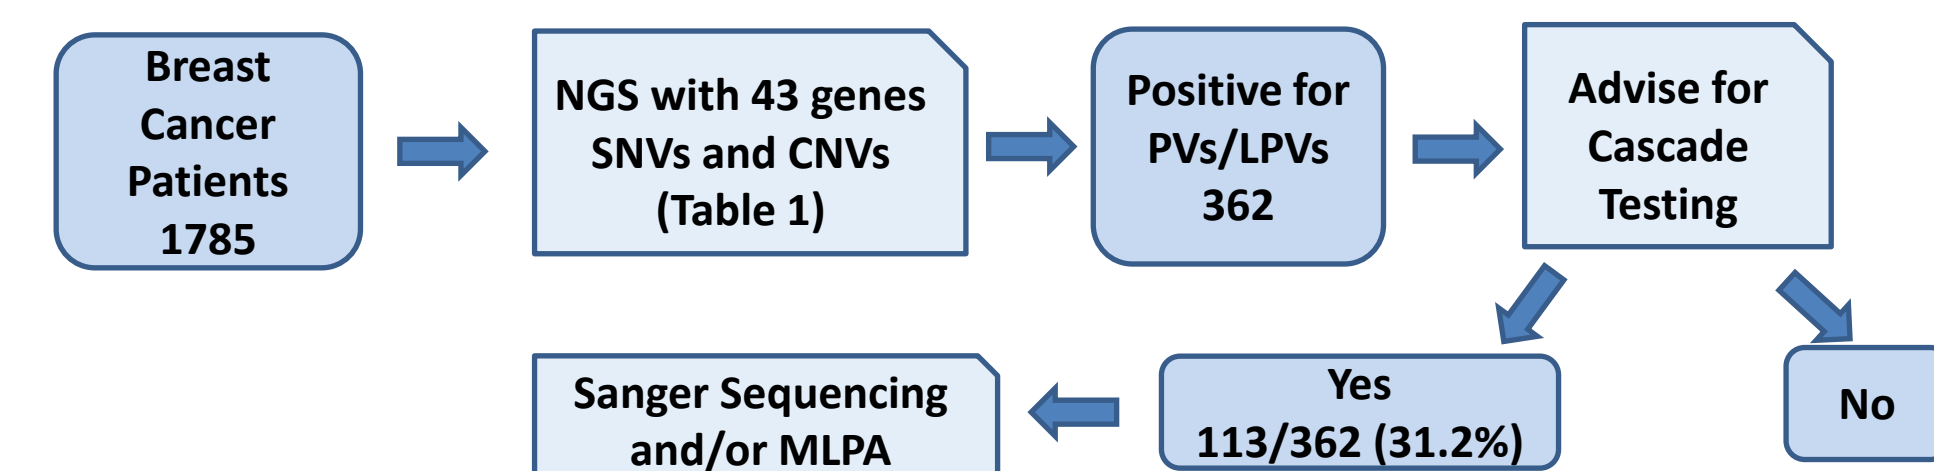 Breast
Cancer
Patients
1785
NGS with 43 genes
SNVs and CNVs
(Table 1)
Positive for
PVs/LPVs
362
Advise for
Cascade
Testing
Sanger Sequencing
and/or MLPA
Yes
113/362 (31.2%)
No